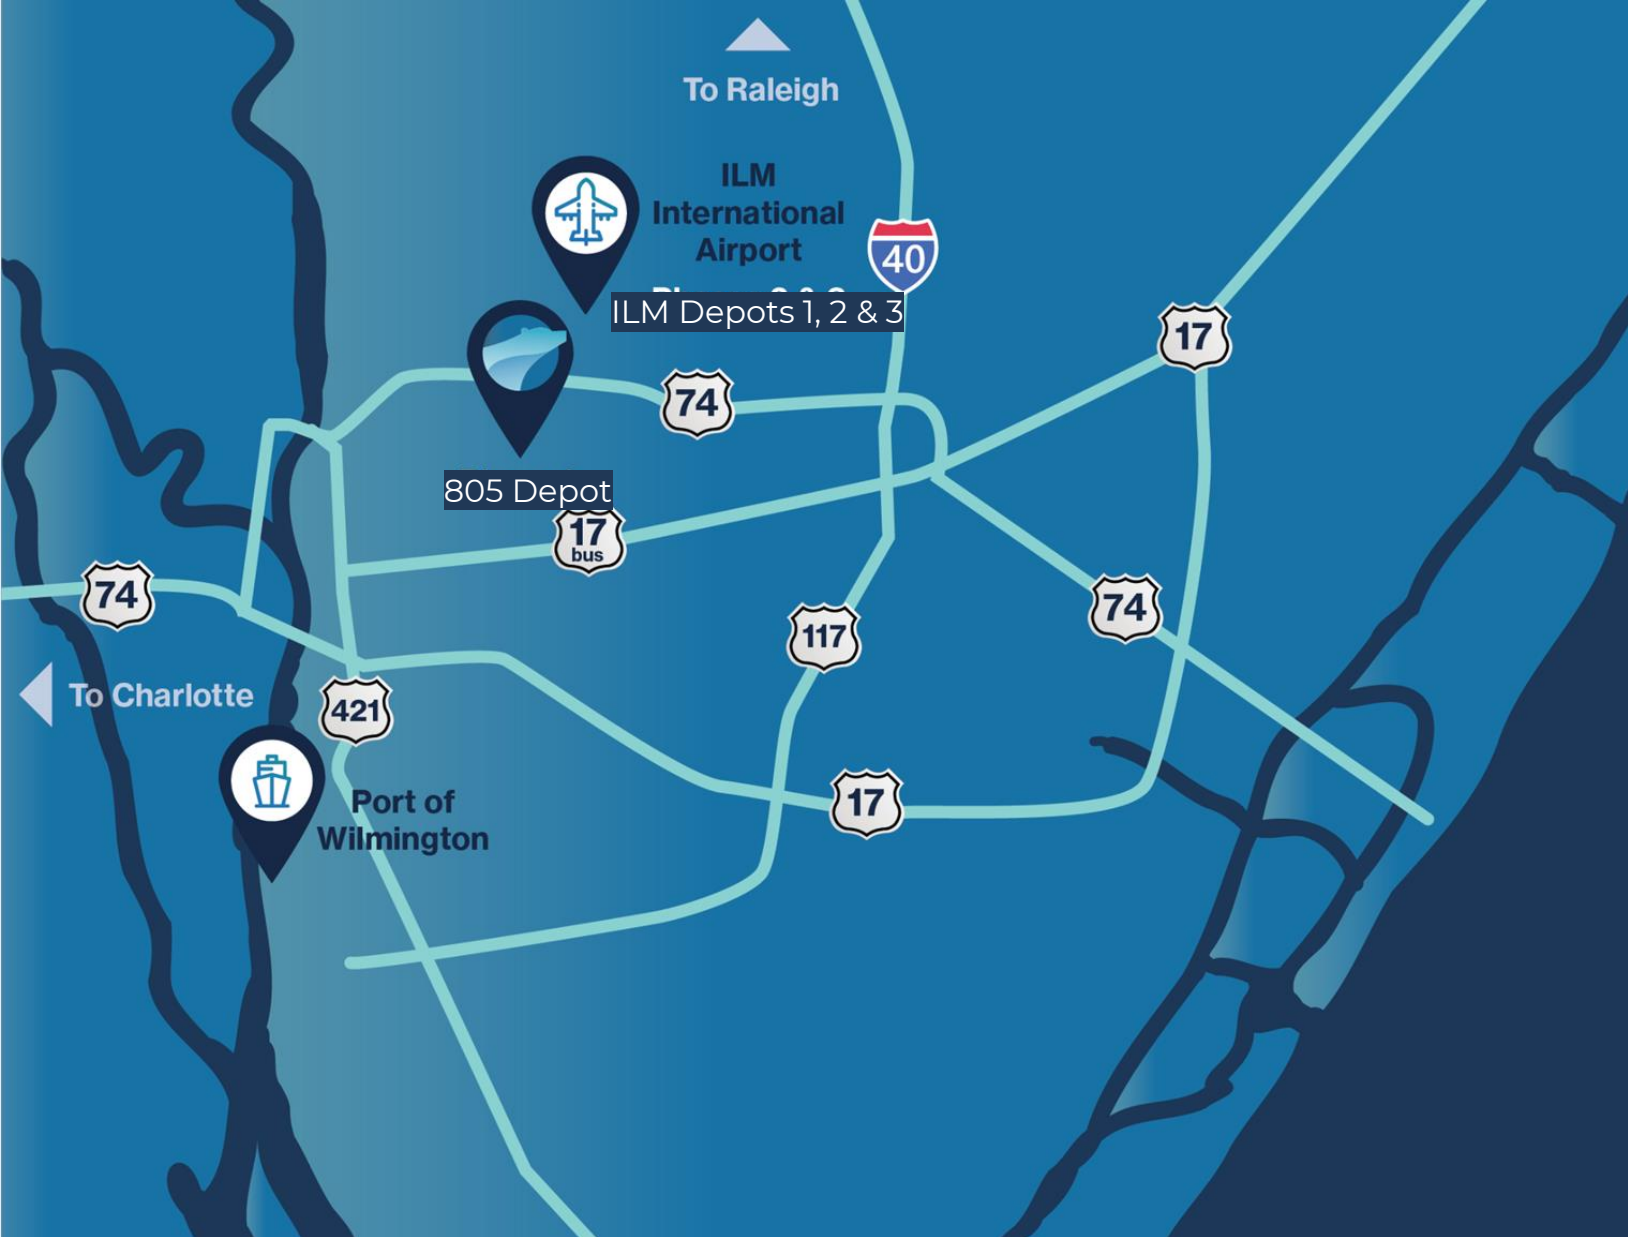 To Raleigh
ILM
International
Airport
40
ILM Depots 1, 2 & 3
17
74
805 Depot
17
bus
74
74
117
To Charlotte
421
Port of
Wilmington
17